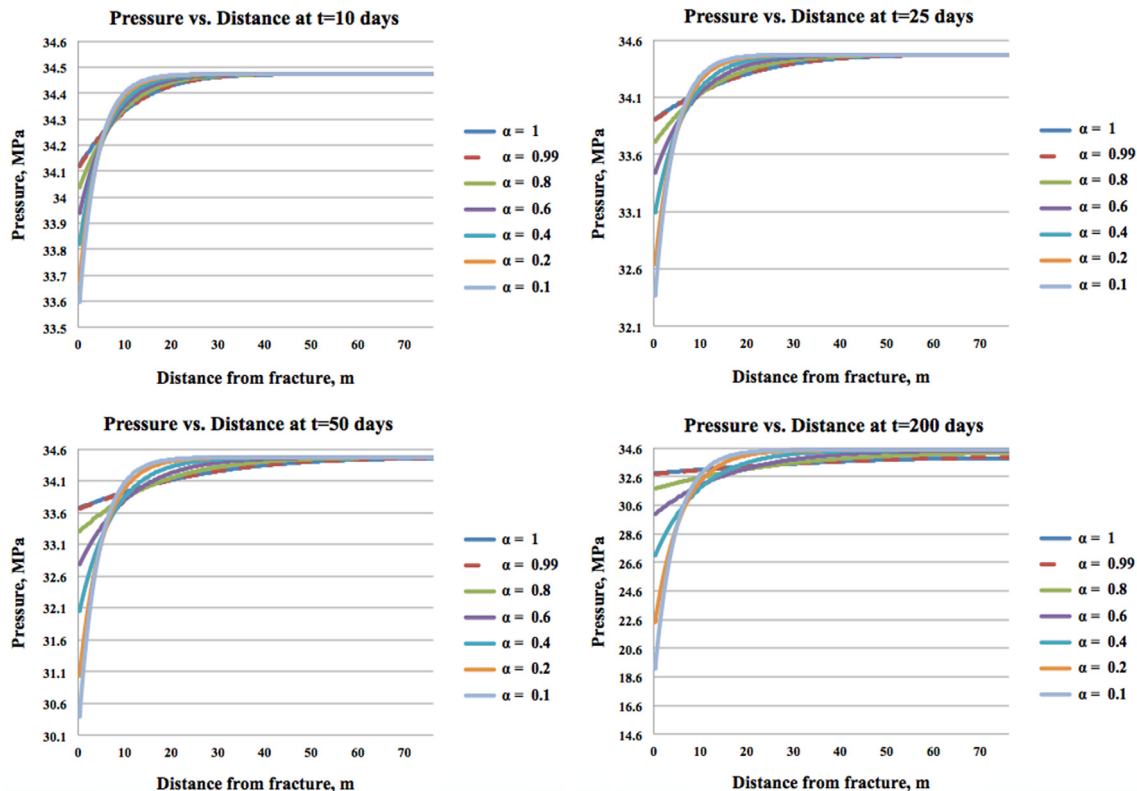 Pressure vs. Distance at t=10 days
Pressure, MPa
34.6
34.5
34.4
34.3
34.2
34.1
34
33.9
33.8
33.7
33.6
33.5
0 10 20 30 40 50 60 70
Distance from fracture, m
α = 1
α = 0.99
α = 0.8
α = 0.6
α = 0.4
α = 0.2
α = 0.1
Pressure vs. Distance at t=25 days
Pressure, MPa
34.6
34.1
33.6
33.1
32.6
32.1
0 10 20 30 40 50 60 70
Distance from fracture, m
α = 1
α = 0.99
α = 0.8
α = 0.6
α = 0.4
α = 0.2
α = 0.1
Pressure vs. Distance at t=50 days
Pressure, MPa
34.6
34.1
33.6
33.1
32.6
32.1
31.6
31.1
30.6
30.1
0 10 20 30 40 50 60 70
Distance from fracture, m
α = 1
α = 0.99
α = 0.8
α = 0.6
α = 0.4
α = 0.2
α = 0.1
Pressure vs. Distance at t=200 days
Pressure, MPa
34.6
32.6
30.6
28.6
26.6
24.6
22.6
20.6
18.6
16.6
14.6
0 10 20 30 40 50 60 70
Distance from fracture, m
α = 1
α = 0.99
α = 0.8
α = 0.6
α = 0.4
α = 0.2
α = 0.1